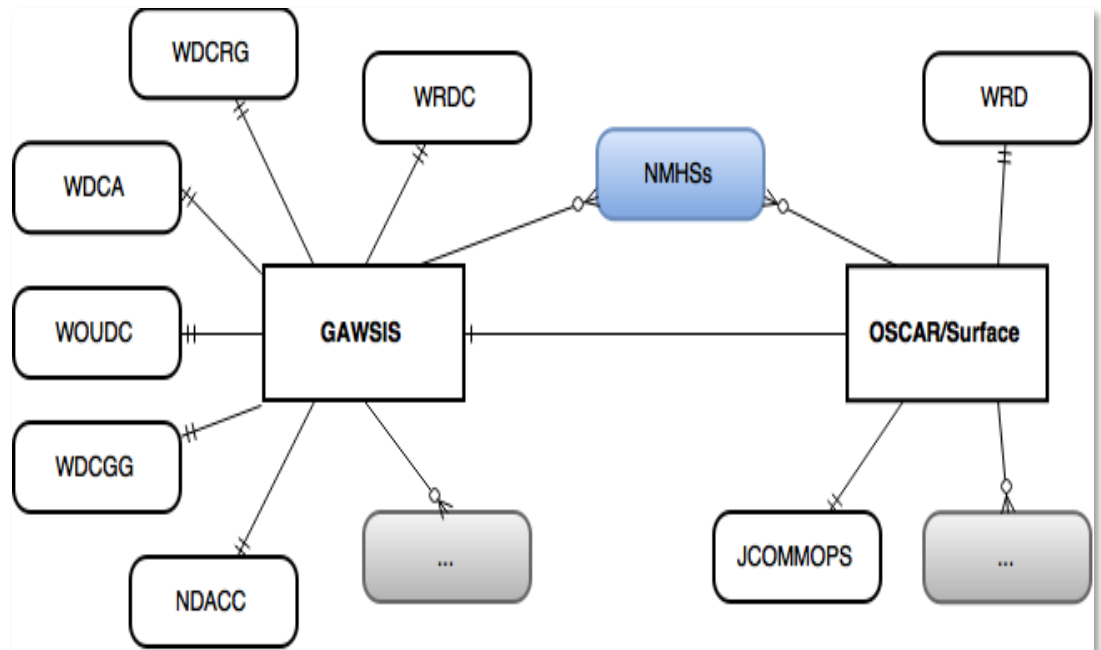 WDCRG
WRDC
WRD
NMHSs
WDCA
WOUDC
GAWSIS
OSCAR/Surface
WDCGG
NDACC
...
JCOMMOPS
...